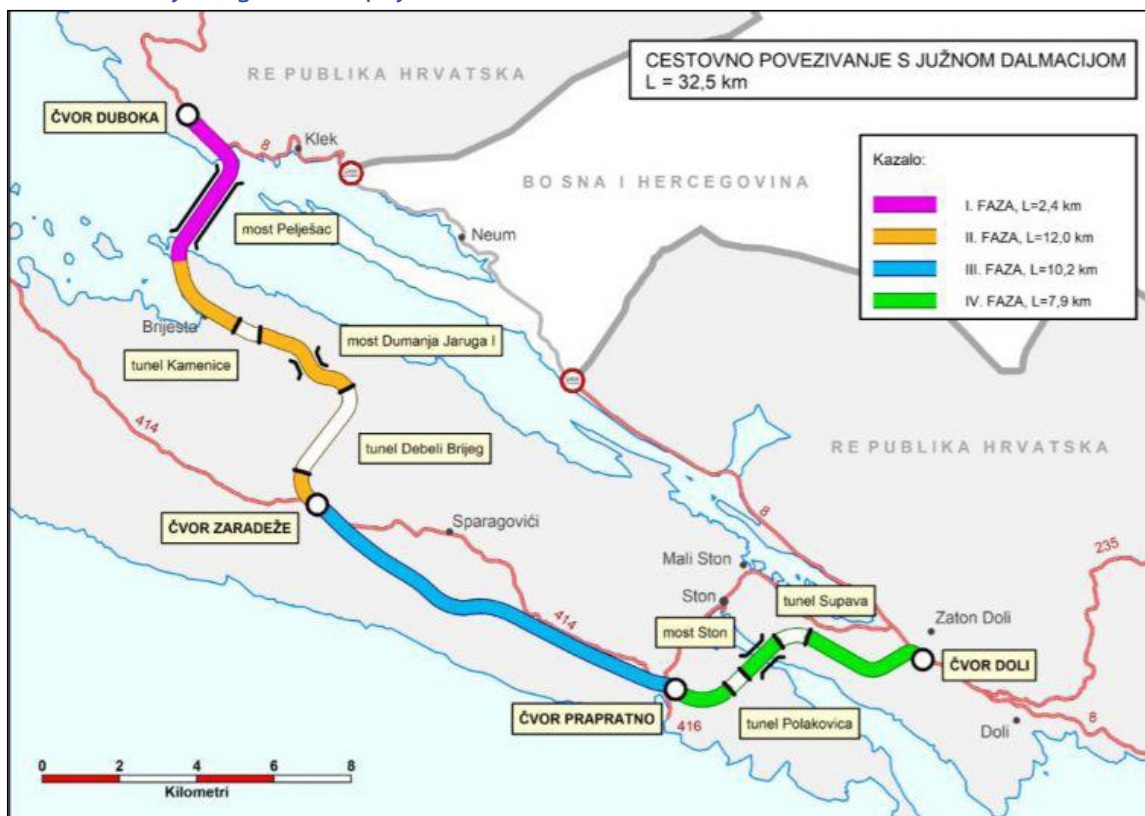 CESTOVNO POVEZIVANJE S JUŽNOM DALMACIJOM
L = 32,5 km
REPUBLIKA HRVATSKA
ČVOR DUBOKA
8
Klek
Kazalo:
I. FAZA, L=2,4 km
II. FAZA, L=12,0 km
III. FAZA, L=10,2 km
IV. FAZA, L=7,9 km
BOSNA I HERCEGOVINA
most Pelješac
Neum
Brijesta
most Dumanja Jaruga I
tunel Kamenice
414
tunel Debeli Brijeg
REPUBLIKA HRVATSKA
ČVOR ZARADEŽE
Sparagovići
8
235
Mali Ston
Ston
tunel Supava
Zaton Doli
414
most Ston
ČVOR DOLI
ČVOR PRAPRATNO
416
tunel Polakovica
Doli
8
0 2 4 6 8
Kilometri